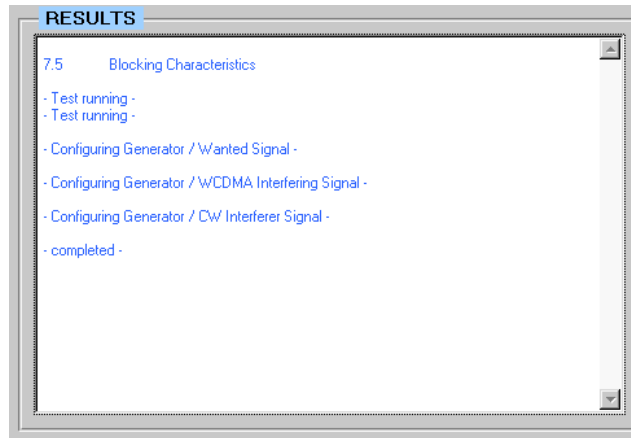 RESULTS
7.5 Blocking Characteristics
- Test running -
- Test running -
- Configuring Generator / Wanted Signal -
- Configuring Generator / WCDMA Interfering Signal -
- Configuring Generator / CW Interferer Signal -
- completed -